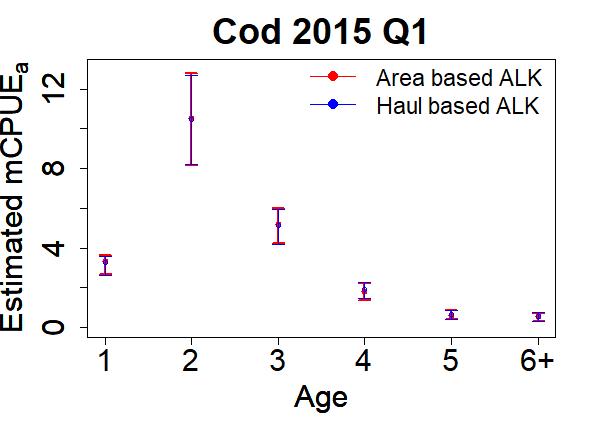 Cod 2015 Q1
Estimated mCPUEa
12
8
4
0
Area based ALK
Haul based ALK
1 2 3 4 5 6+
Age